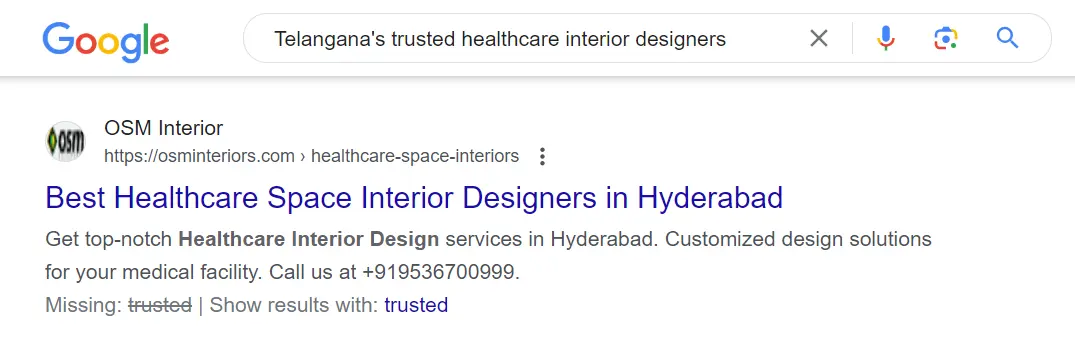 Google
Telangana's trusted healthcare interior designers
osm
OSM Interior
https://osminteriors.com › healthcare-space-interiors
Best Healthcare Space Interior Designers in Hyderabad
Get top-notch Healthcare Interior Design services in Hyderabad. Customized design solutions
for your medical facility. Call us at +919536700999.
Missing: trusted | Show results with: trusted